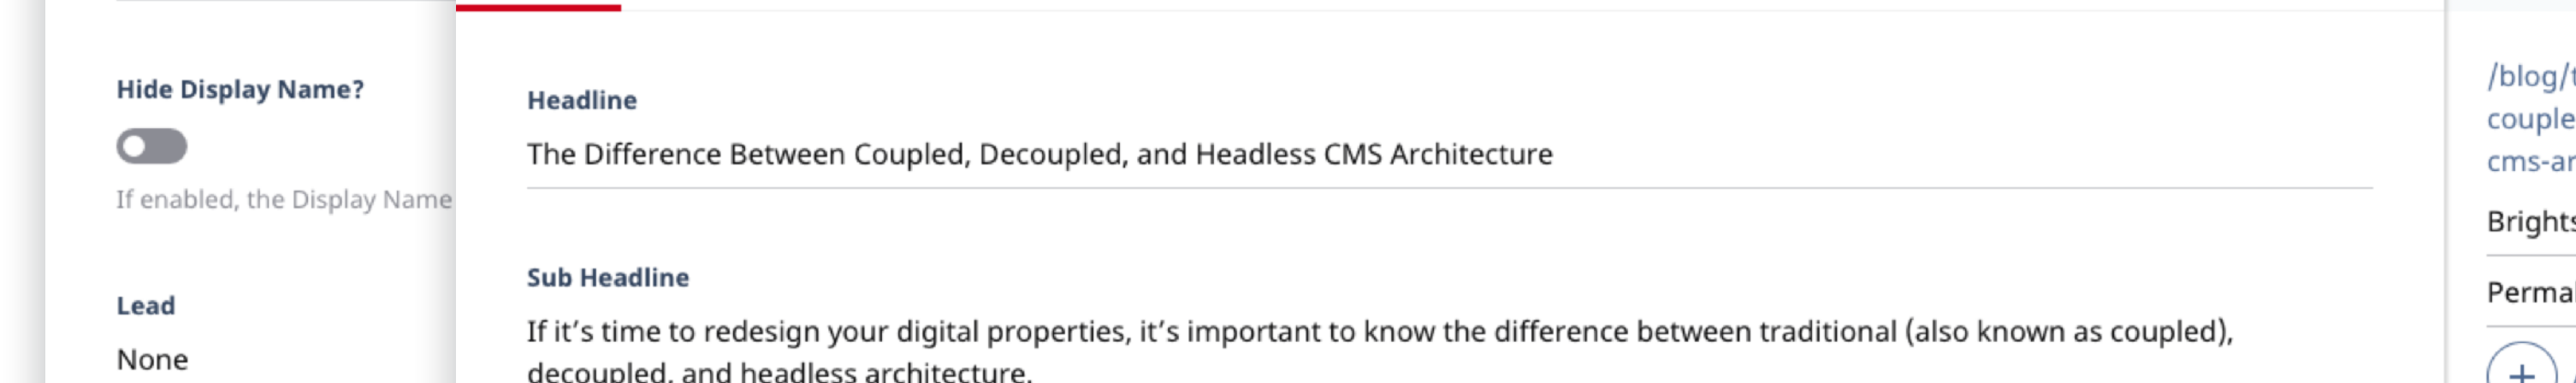 Hide Display Name?
If enabled, the Display Name
Lead
None
Headline
The Difference Between Coupled, Decoupled, and Headless CMS Architecture
Sub Headline
If it’s time to redesign your digital properties, it’s important to know the difference between traditional (also known as coupled),
decoupled, and headless architecture.
/blog/t
couple
cms-ar
Brights
Permal